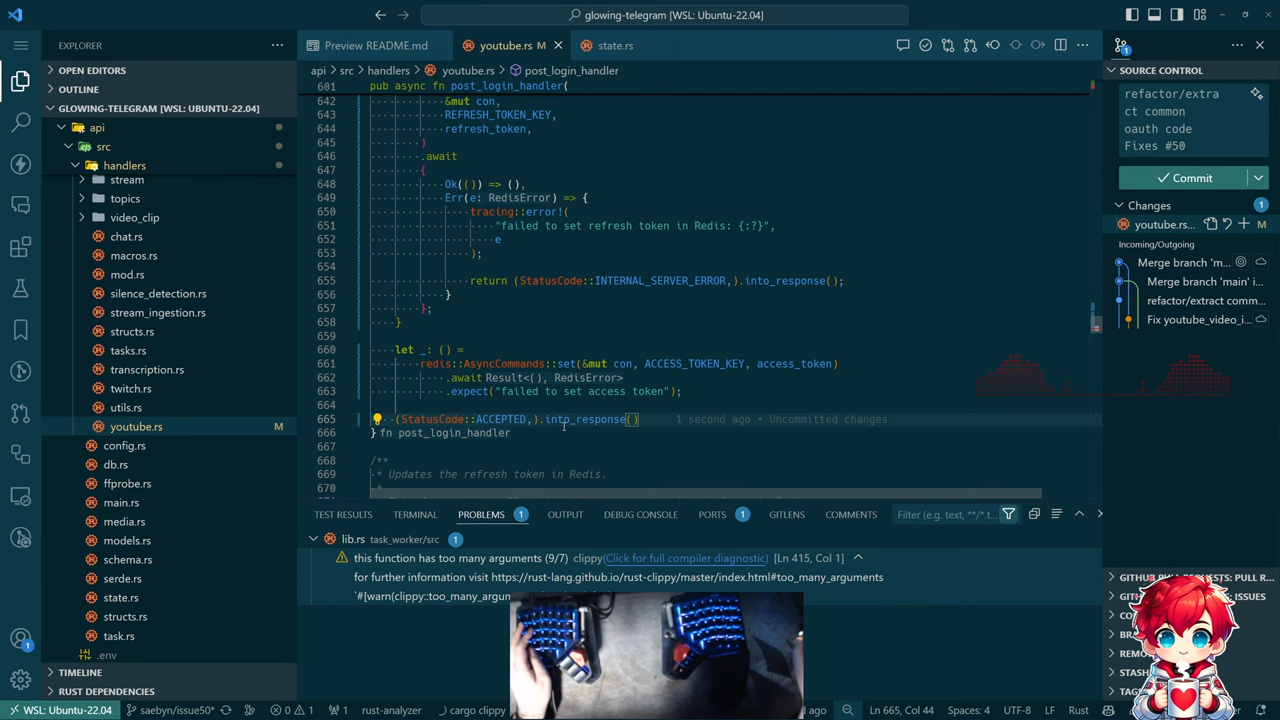 glowing-telegram [WSL: Ubuntu-22.04]
EXPLORER
OPEN EDITORS
OUTLINE
GLOWING-TELEGRAM [WSL: UBUNTU-22.04]
api
src
handlers
stream
topics
video_clip
chat.rs
macros.rs
mod.rs
silence_detection.rs
stream_ingestion.rs
structs.rs
tasks.rs
transcription.rs
twitch.rs
utils.rs
youtube.rs M
config.rs
db.rs
ffprobe.rs
main.rs
media.rs
models.rs
schema.rs
serde.rs
state.rs
structs.rs
task.rs
.env
TIMELINE
RUST DEPENDENCIES
Preview README.md
youtube.rs M
state.rs
api > src > handlers > youtube.rs > post_login_handler
601 pub async fn post_login_handler(
642 &mut con,
643 REFRESH_TOKEN_KEY,
644 refresh_token,
645 )
646 .await
647 {
648 Ok(()) => (),
649 Err(e: RedisError) => {
650 tracing::error!(
651 "failed to set refresh token in Redis: {:?}",
652 e
653 );
654
655 return (StatusCode::INTERNAL_SERVER_ERROR,).into_response();
656 }
657 };
658 }
659
660 let _: () =
661 redis::AsyncCommands::set(&mut con, ACCESS_TOKEN_KEY, access_token)
662 .await Result<(), RedisError>
663 .expect("failed to set access token");
664
665 (StatusCode::ACCEPTED,).into_response() 1 second ago • Uncommitted changes
666 } fn post_login_handler
667
668 /**
669 * Updates the refresh token in Redis.
670 *
TEST RESULTS
TERMINAL
PROBLEMS 1
OUTPUT
DEBUG CONSOLE
PORTS 1
GITLENS
COMMENTS
Filter (e.g. text, **/*.t...
lib.rs task_worker/src 1
this function has too many arguments (9/7) clippy(Click for full compiler diagnostic) [Ln 415, Col 1]
for further information visit https://rust-lang.github.io/rust-clippy/master/index.html#too_many_arguments
`#[warn(clippy::too_many_argum
1
SOURCE CONTROL
refactor/extra
ct common
oauth code
Fixes #50
Commit
Changes 1
youtube.rs... M
Incoming/Outgoing
Merge branch 'm...
Merge branch 'main' i...
refactor/extract comm...
Fix youtube_video_i...
GITHUB PULL REQUESTS: PULL R...
ISSUES
BRA
REMO
STASH
TAGS
WSL: Ubuntu-22.04
saebyn/issue50*
0 1
1
rust-analyzer
cargo clippy
ago
Ln 665, Col 44
Spaces: 4
UTF-8
LF
Rust